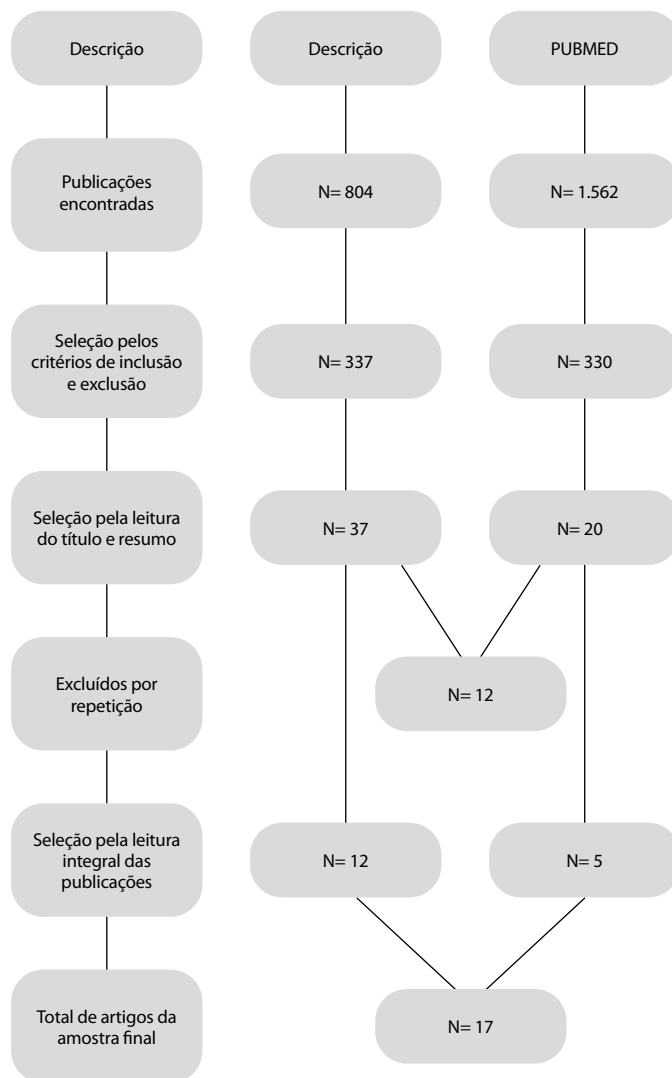 Descrição
Descrição
PUBMED
Publicações
encontradas
N= 804
N= 1.562
Seleção pelos
critérios de inclusão
e exclusão
N= 337
N= 330
Seleção pela leitura
do título e resumo
N= 37
N= 20
Excluídos por
repetição
N= 12
Seleção pela leitura
integral das
publicações
N= 12
N= 5
Total de artigos da
amostra final
N= 17